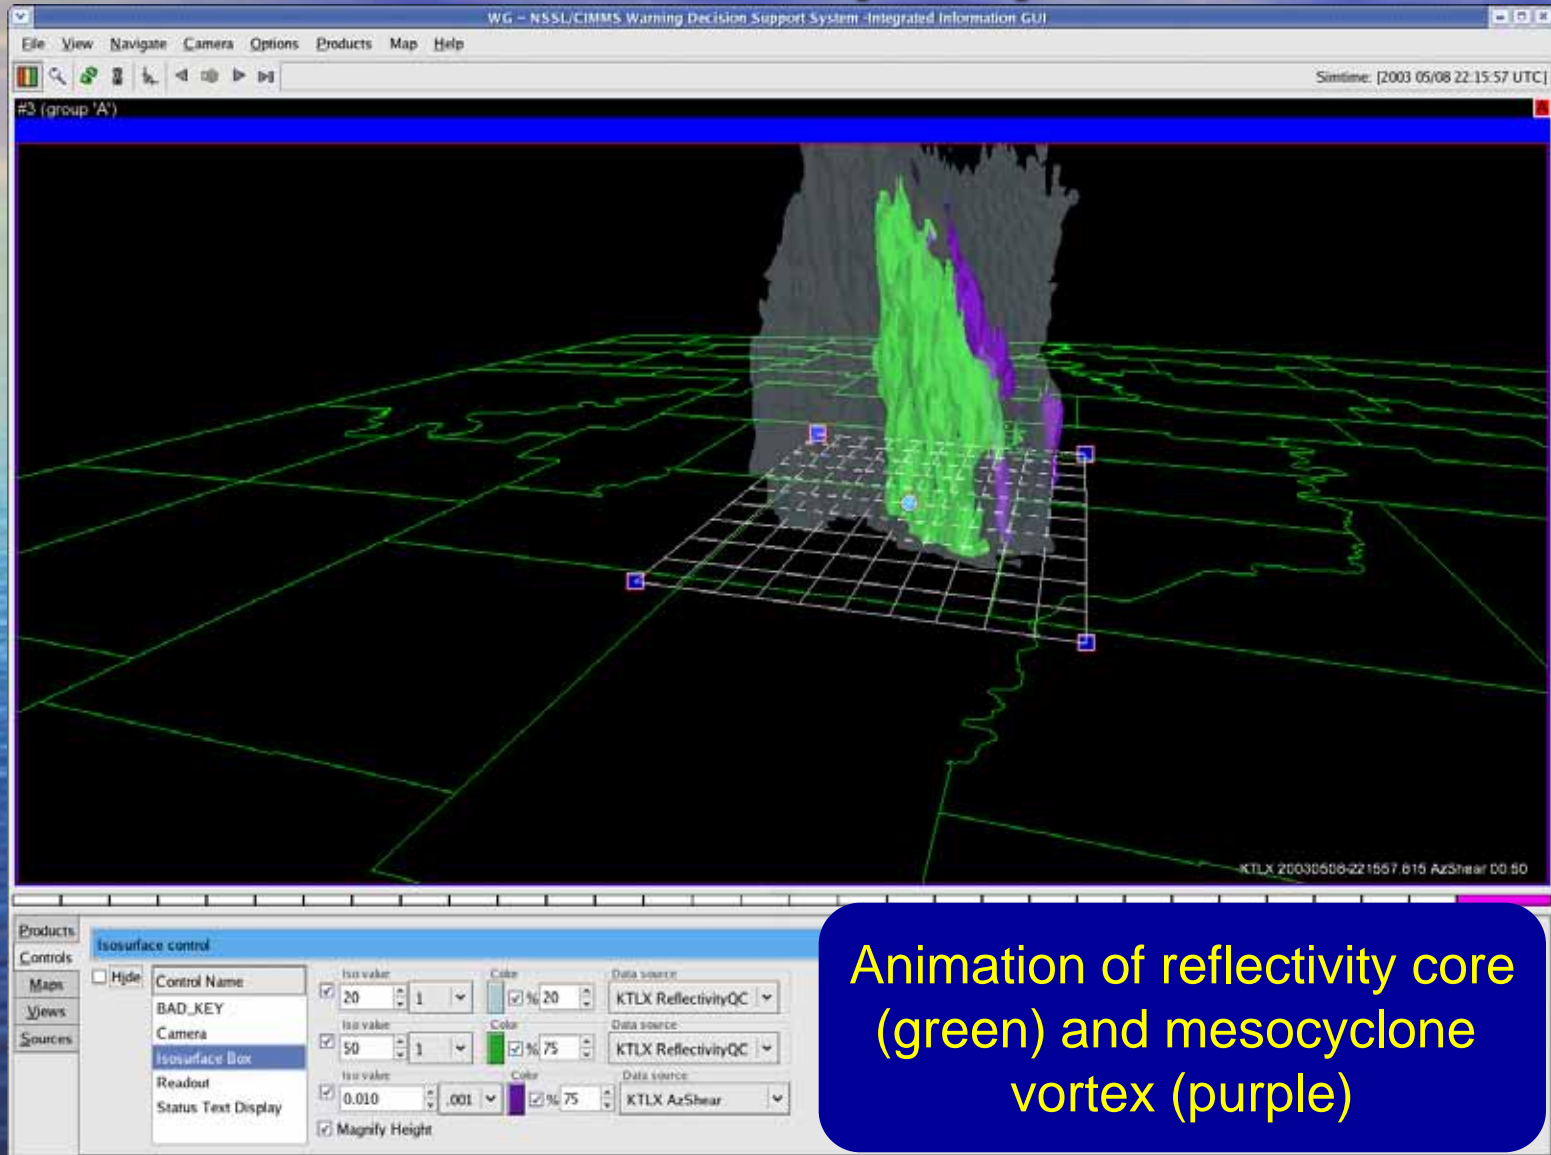 WG - NSSL/CIMMS Warning Decision Support System -Integrated Information GUI
File View Navigate Camera Options Products Map Help
Simtime: [2003 05/08 22:15:57 UTC]
#3 (group 'A')
A
KTLX 20030508-221557.815 AzShear 00.50
Products
Controls
Maps
Views
Sources
Isosurface control
Hide
Control Name
BAD_KEY
Camera
Isosurface Box
Readout
Status Text Display
Iso value Color Data source
20 1 % 20 KTLX ReflectivityQC
Iso value Color Data source
50 1 % 75 KTLX ReflectivityQC
Iso value Color Data source
0.010 .001 % 75 KTLX AzShear
Magnify Height
Animation of reflectivity core
(green) and mesocyclone
vortex (purple)